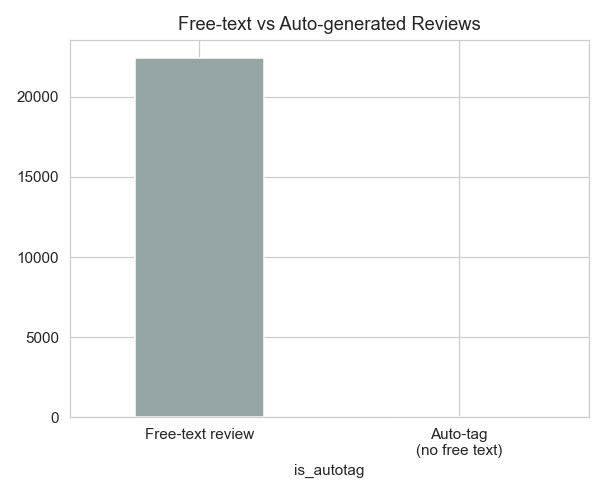 Free-text vs Auto-generated Reviews
20000
15000
10000
5000
0
Free-text review
Auto-tag
(no free text)
is_autotag